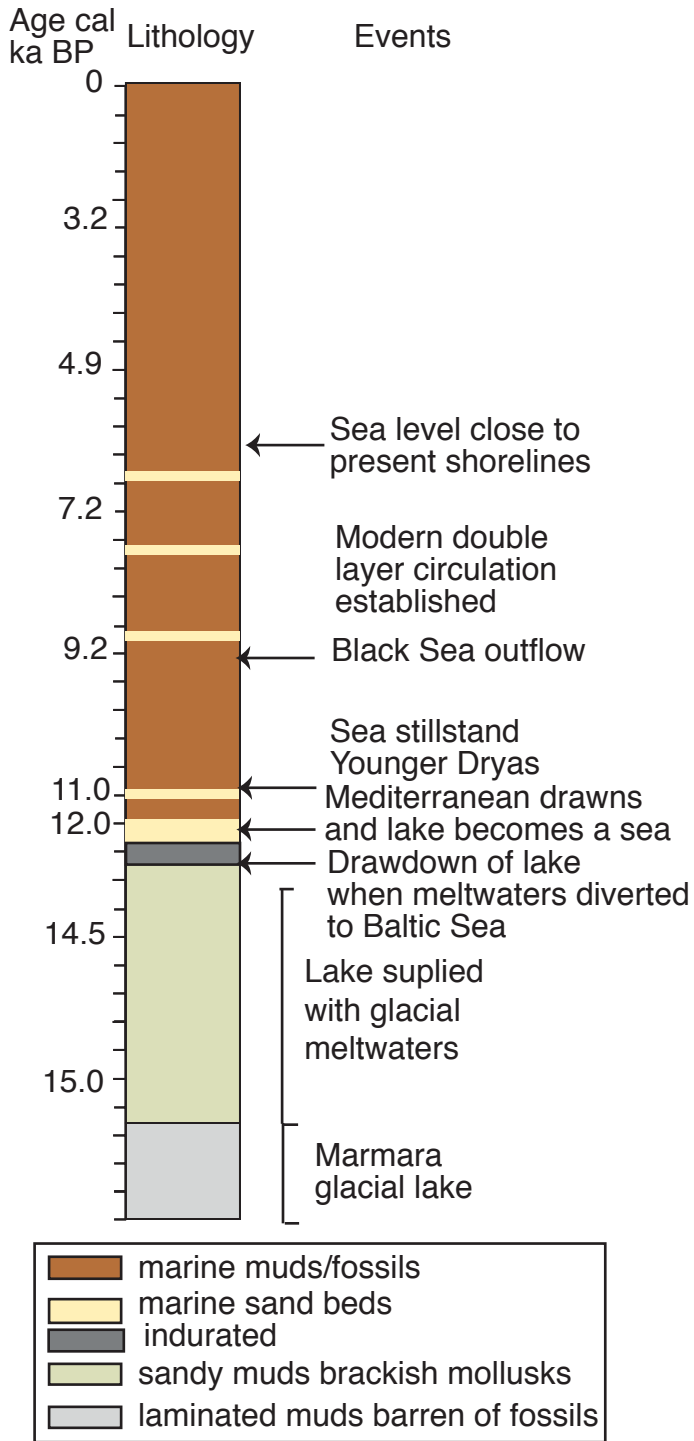 Age cal
ka BP
Lithology
Events
0
3.2
4.9
Sea level close to
present shorelines
7.2
Modern double
layer circulation
established
9.2
Black Sea outflow
Sea stillstand
Younger Dryas
11.0
Mediterranean drawns
12.0
and lake becomes a sea
Drawdown of lake
when meltwaters diverted
to Baltic Sea
14.5
Lake suplied
with glacial
meltwaters
15.0
Marmara
glacial lake
marine muds/fossils
marine sand beds
indurated
sandy muds brackish mollusks
laminated muds barren of fossils